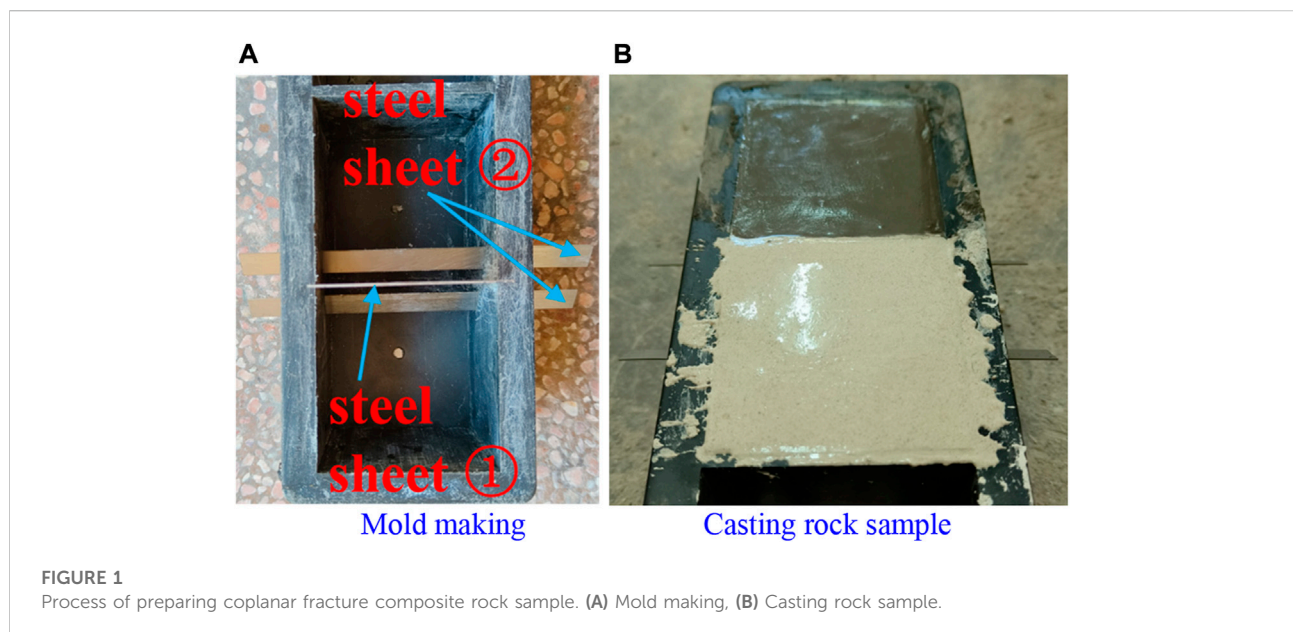 A
B
steel
sheet ②
steel
sheet ①
Mold making
Casting rock sample
FIGURE 1
Process of preparing coplanar fracture composite rock sample. (A) Mold making, (B) Casting rock sample.